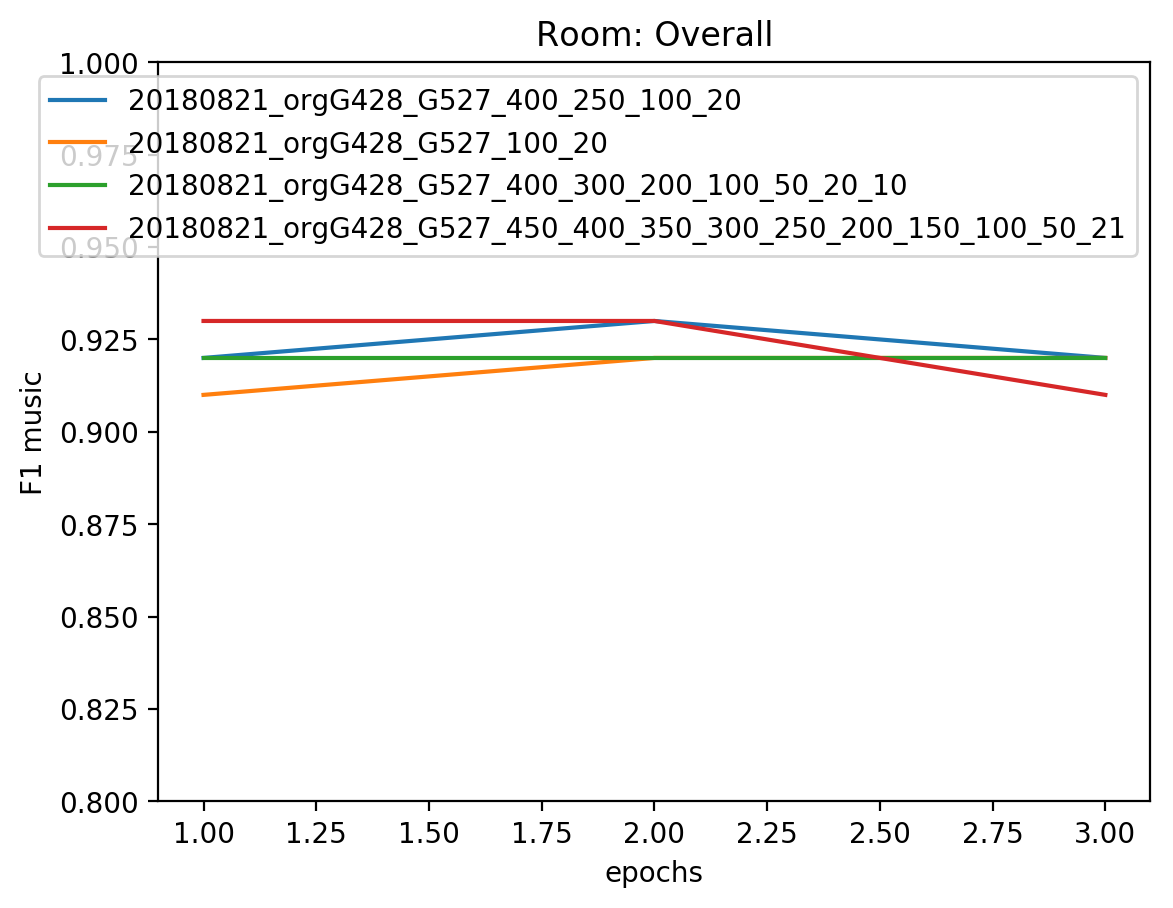 Room: Overall
1.000
20180821_orgG428_G527_400_250_100_20
20180821_orgG428_G527_100_20
0.975
20180821_orgG428_G527_400_300_200_100_50_20_10
20180821_orgG428_G527_450_400_350_300_250_200_150_100_50_21
0.950
0.925
F1 music
0.900
0.875
0.850
0.825
0.800
1.00 1.25 1.50 1.75 2.00 2.25 2.50 2.75 3.00
epochs